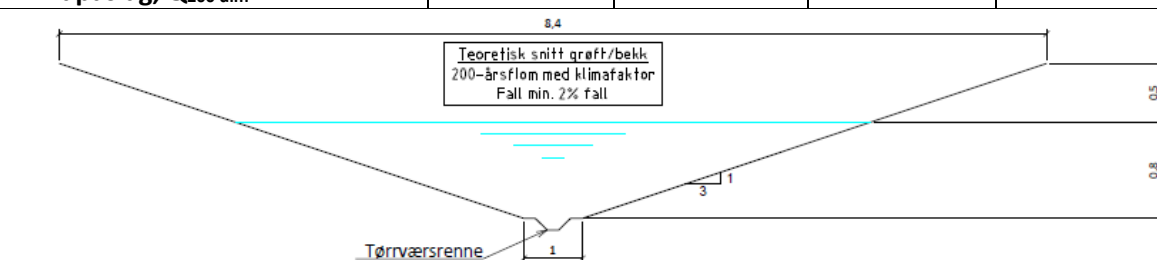 8,4
Teoretisk snitt grøft/bekk
200-årsflom med klimafaktor
Fall min. 2% fall
0,5
0,8
1
3
Tørrværsrenne
1